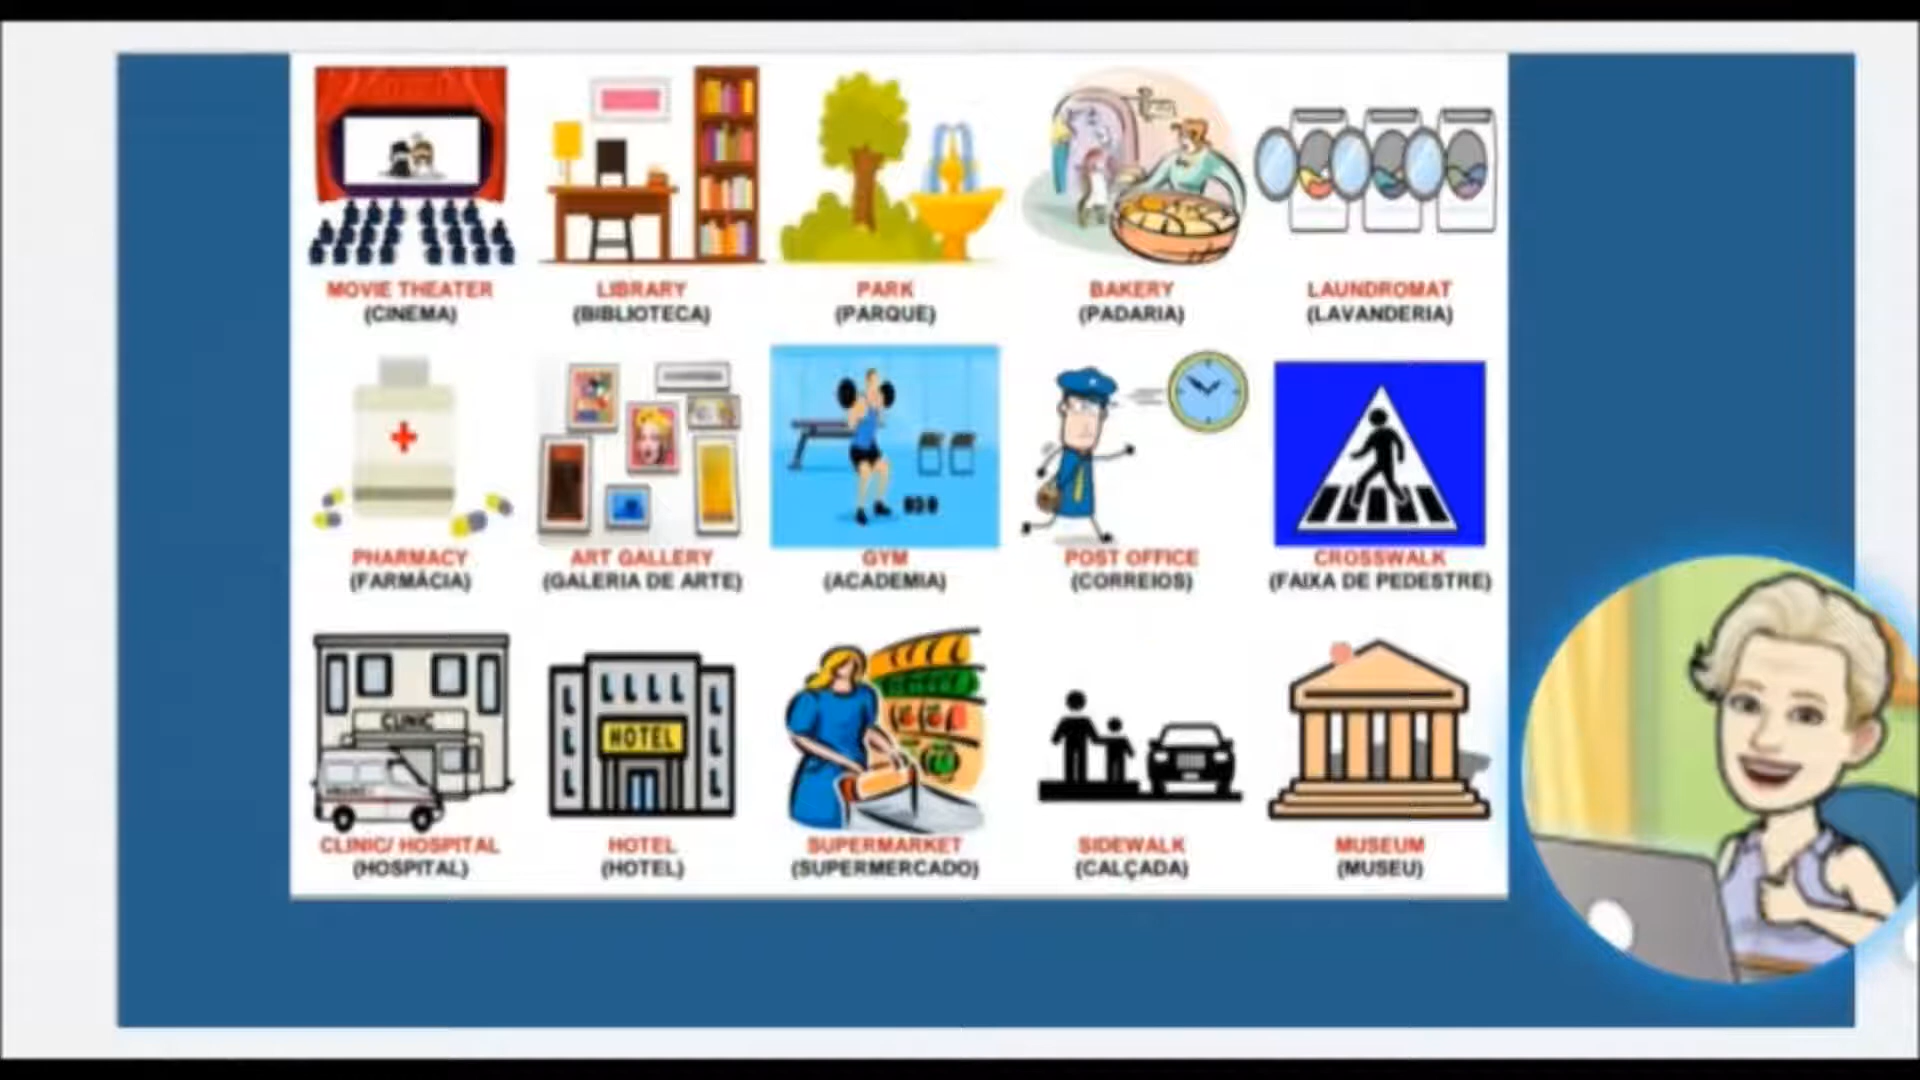 MOVIE THEATER
(CINEMA)
LIBRARY
(BIBLIOTECA)
PARK
(PARQUE)
BAKERY
(PADARIA)
LAUNDROMAT
(LAVANDERIA)
PHARMACY
(FARMÁCIA)
ART GALLERY
(GALERIA DE ARTE)
GYM
(ACADEMIA)
POST OFFICE
(CORREIOS)
CROSSWALK
(FAIXA DE PEDESTRE)
CLINIC
CLINIC/ HOSPITAL
(HOSPITAL)
HOTEL
HOTEL
(HOTEL)
SUPERMARKET
(SUPERMERCADO)
SIDEWALK
(CALÇADA)
MUSEUM
(MUSEU)